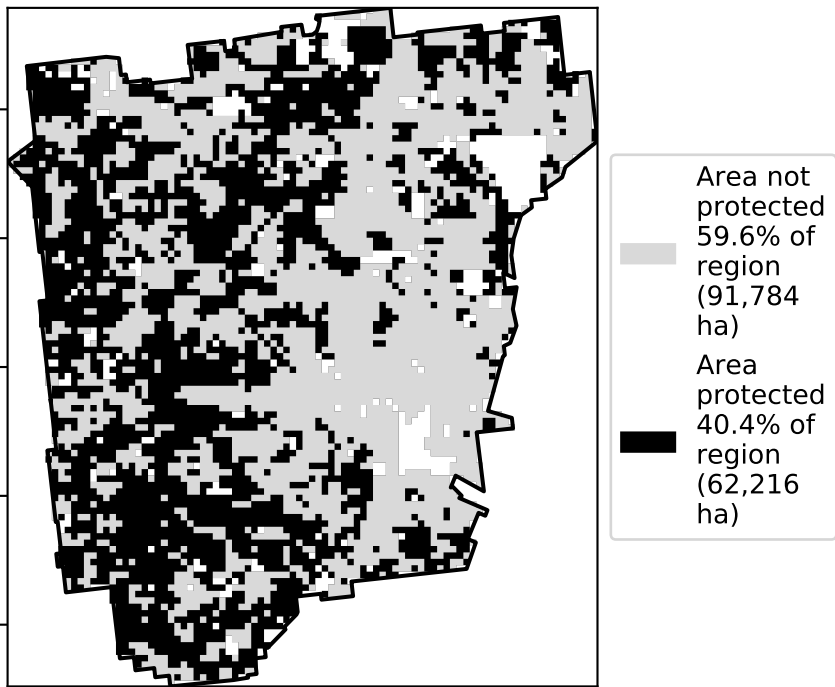 Area not
protected
59.6% of
region
(91,784
ha)
Area
protected
40.4% of
region
(62,216
ha)